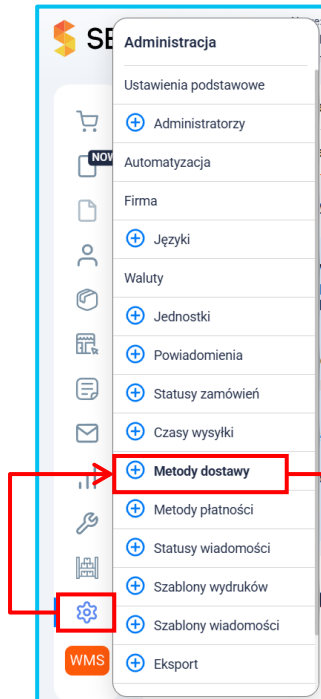 SE
Administracja
Ustawienia podstawowe
Administratorzy
Automatyzacja
NOW
Firma
Języki
Waluty
Jednostki
Powiadomienia
Statusy zamówień
Czasy wysyłki
Metody dostawy
Metody płatności
Statusy wiadomości
Szablony wydruków
Szablony wiadomości
WMS
Eksport